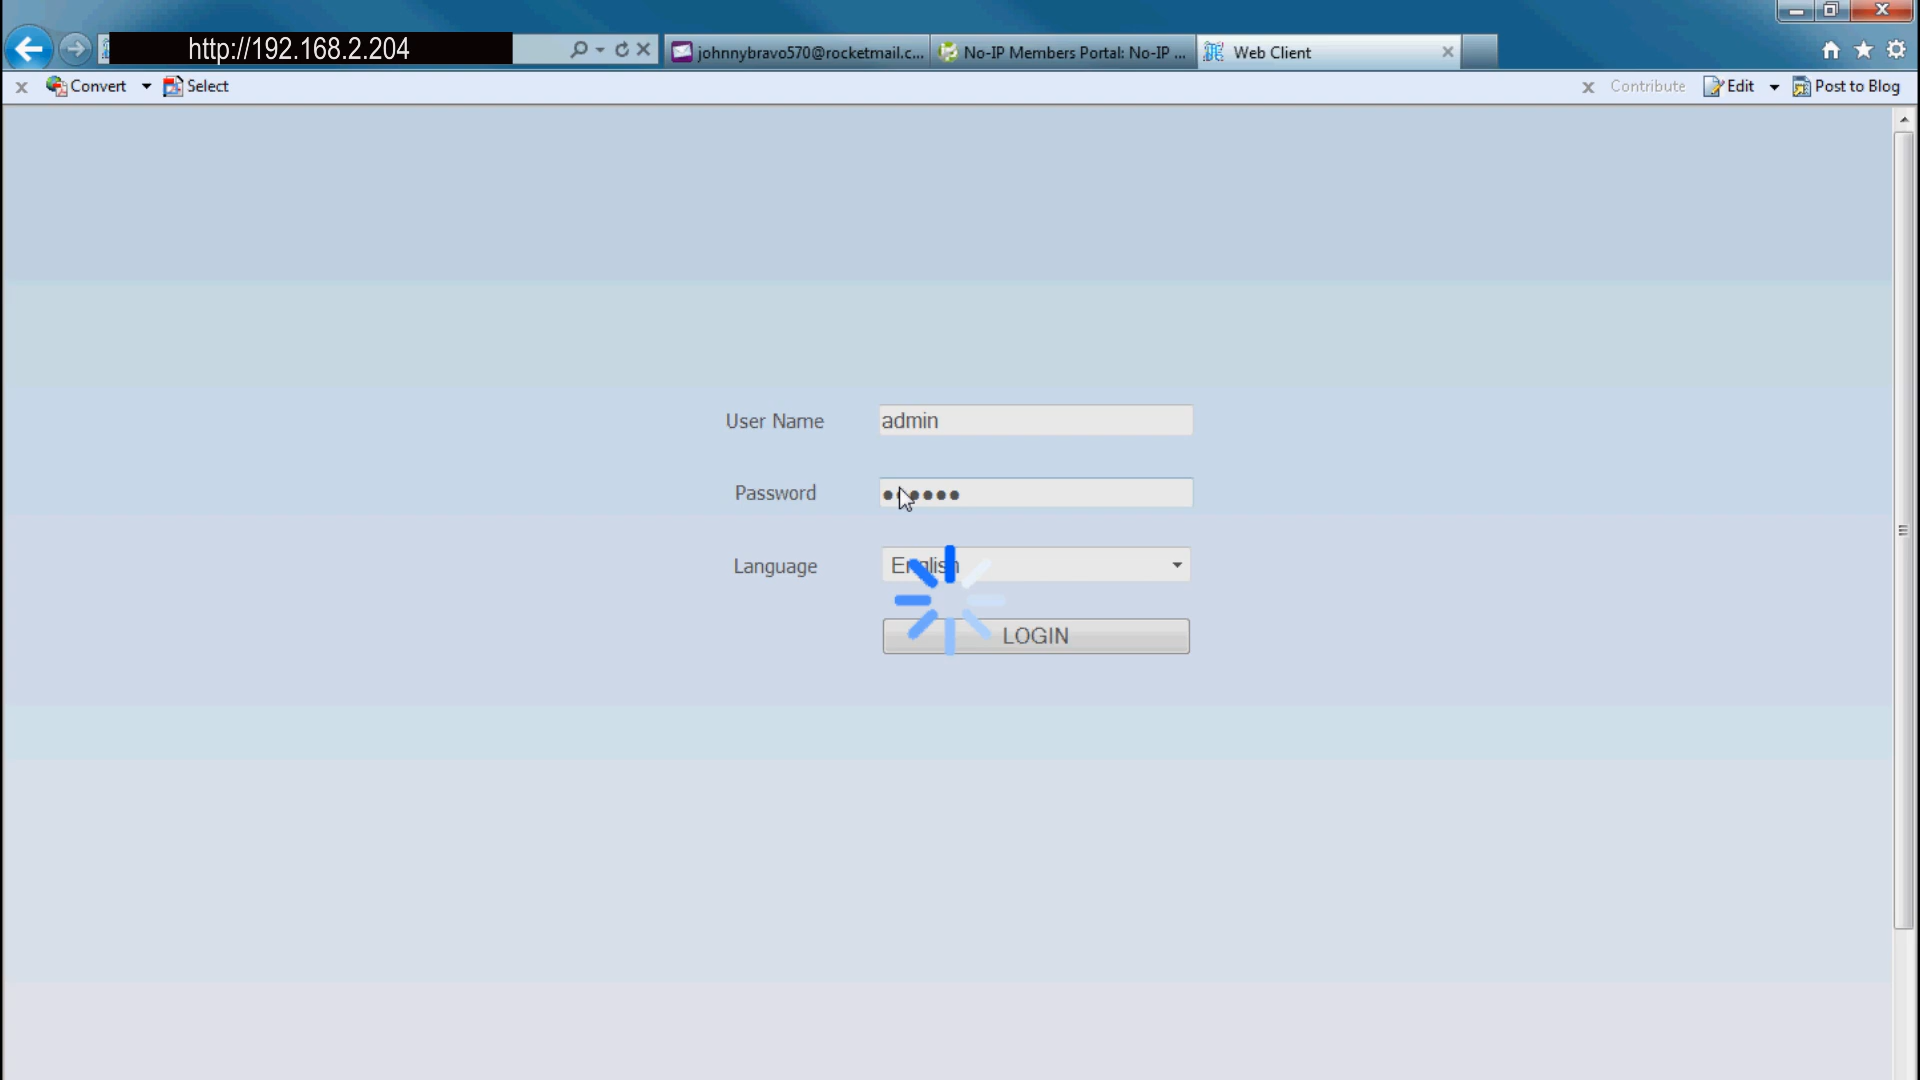 http://192.168.2.204
johnnybravo570@rocketmail.c...
No-IP Members Portal: No-IP ...
Web Client
Convert
Select
Contribute
Edit
Post to Blog
User Name
admin
Password
Language
English
LOGIN